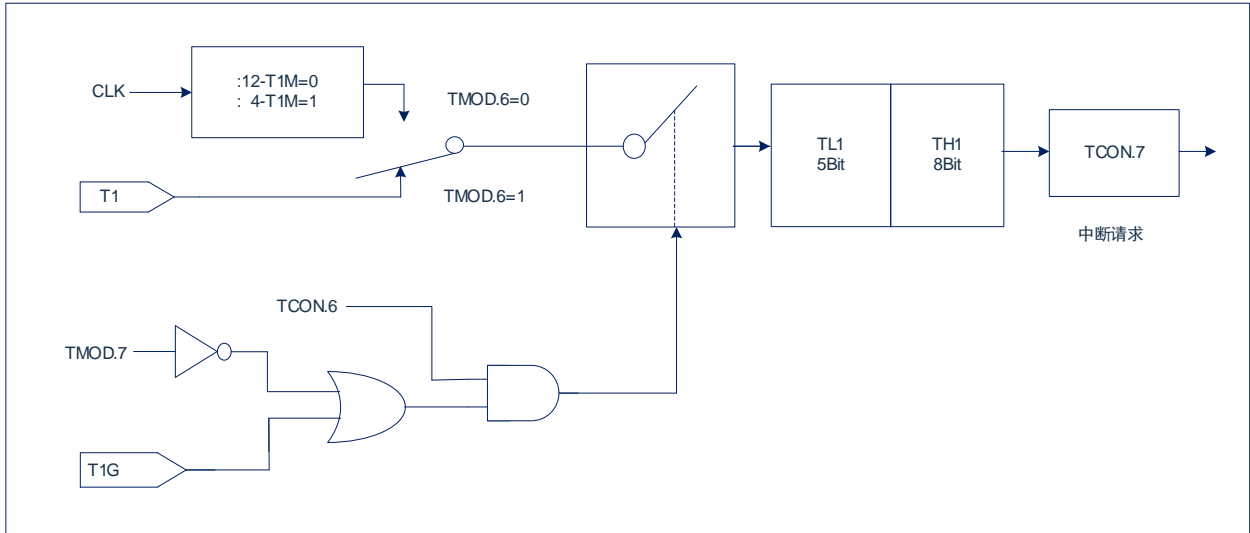 :12-T1M=0
: 4-T1M=1
CLK
TMOD.6=0
T1
TMOD.6=1
TL1
5Bit
TH1
8Bit
TCON.7
中断请求
TCON.6
TMOD.7
T1G